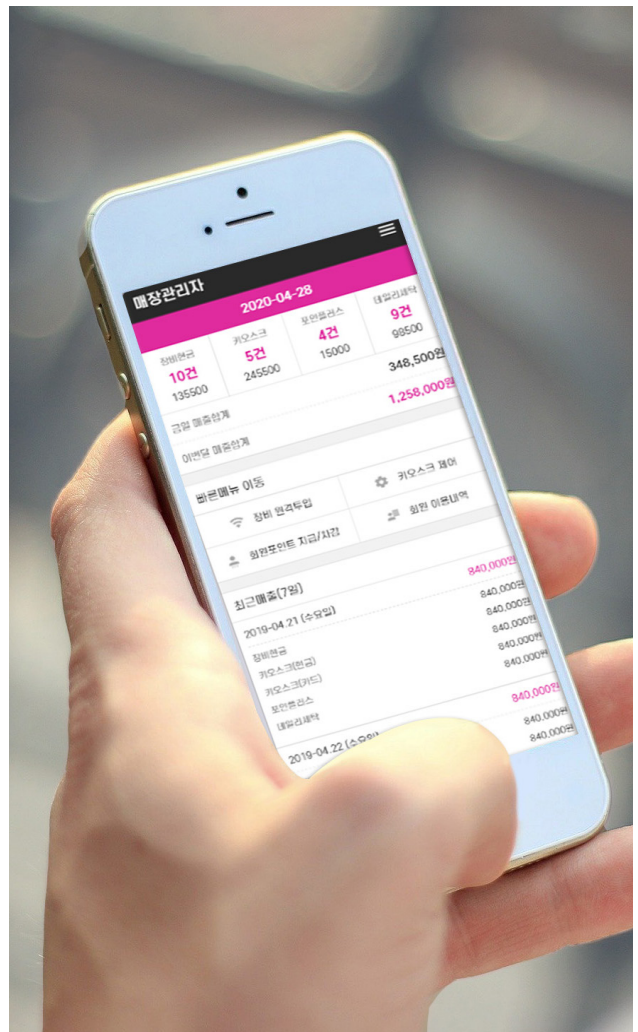 매장관리자
2020-04-28
장비현금 키오스크 포인플러스 데일리세탁
10건 5건 4건 9건
135500 245500 15000 98500
금일 매출합계 348,500원
이번달 매출합계 1,258,000원
빠른메뉴 이동
장비 원격투입 키오스크 제어
회원포인트 지급/차감 회원 이용내역
최근매출(7일)
2019-04.21 (수요일) 840,000원
장비현금 840,000원
키오스크(현금) 840,000원
키오스크(카드) 840,000원
포인플러스 840,000원
데일리세탁 840,000원
2019-04.22 (수요일) 840,000원
840,000원
840,000원